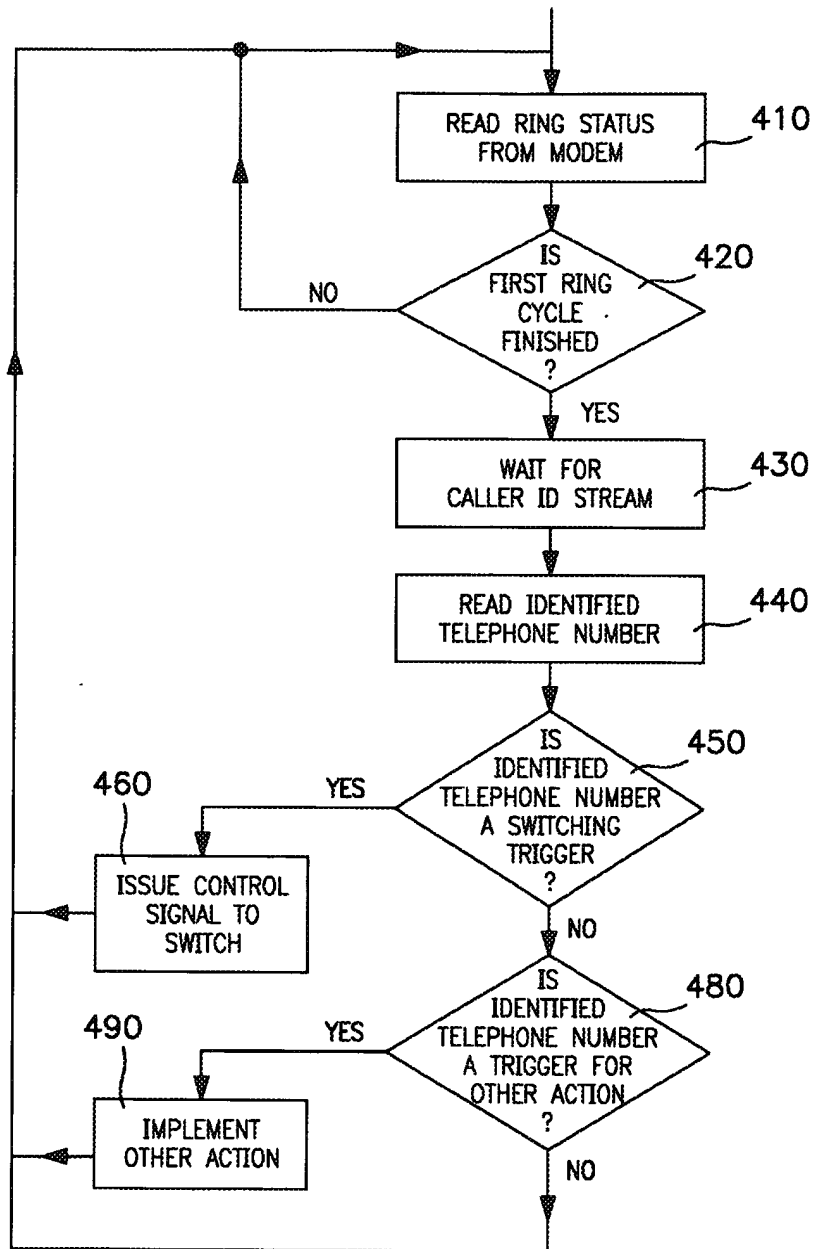 READ RING STATUS
FROM MODEM
410
IS
FIRST RING
CYCLE
FINISHED
?
420
NO
YES
WAIT FOR
CALLER ID STREAM
430
READ IDENTIFIED
TELEPHONE NUMBER
440
IS
IDENTIFIED
TELEPHONE NUMBER
A SWITCHING
TRIGGER
?
450
YES
460
ISSUE CONTROL
SIGNAL TO
SWITCH
NO
IS
IDENTIFIED
TELEPHONE NUMBER
A TRIGGER FOR
OTHER ACTION
?
480
YES
490
IMPLEMENT
OTHER ACTION
NO